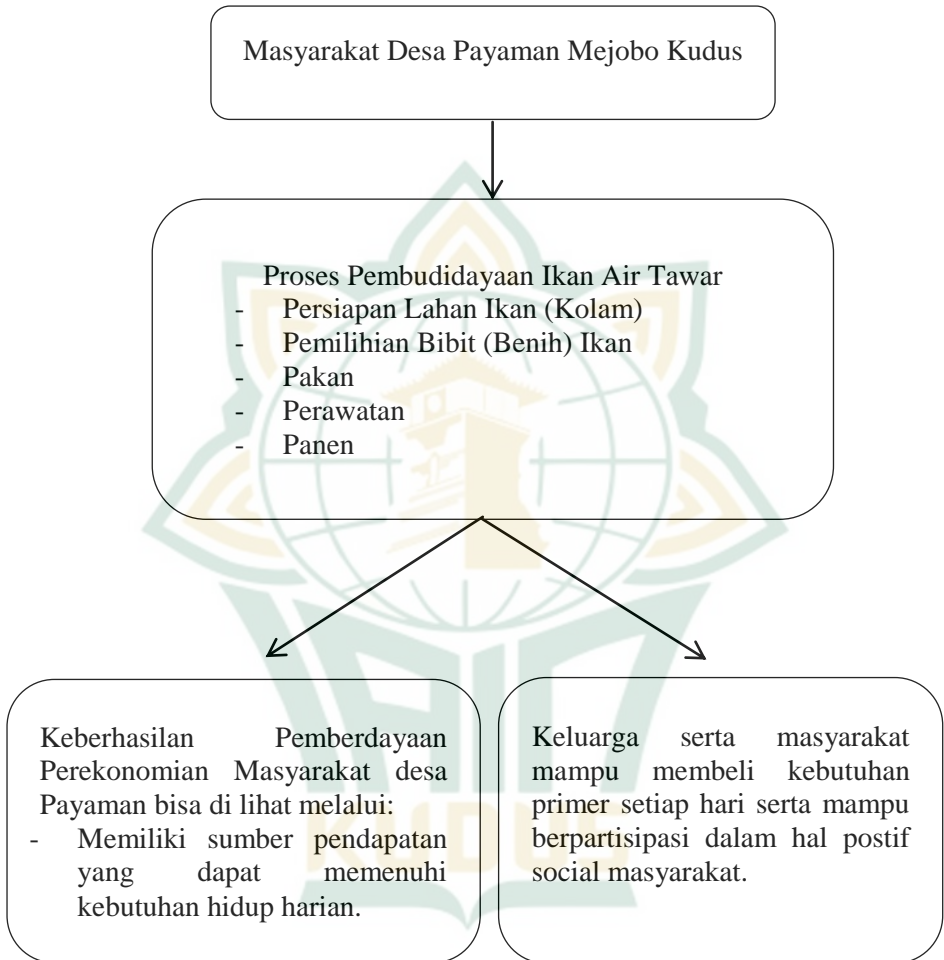 Masyarakat Desa Payaman Mejobo Kudus
Proses Pembudidayaan Ikan Air Tawar
- Persiapan Lahan Ikan (Kolam)
- Pemilihian Bibit (Benih) Ikan
- Pakan
- Perawatan
- Panen
Keberhasilan Pemberdayaan
Perekonomian Masyarakat desa
Payaman bisa di lihat melalui:
- Memiliki sumber pendapatan
yang dapat memenuhi
kebutuhan hidup harian.
Keluarga serta masyarakat
mampu membeli kebutuhan
primer setiap hari serta mampu
berpartisipasi dalam hal postif
social masyarakat.
IAIN
KUDUS